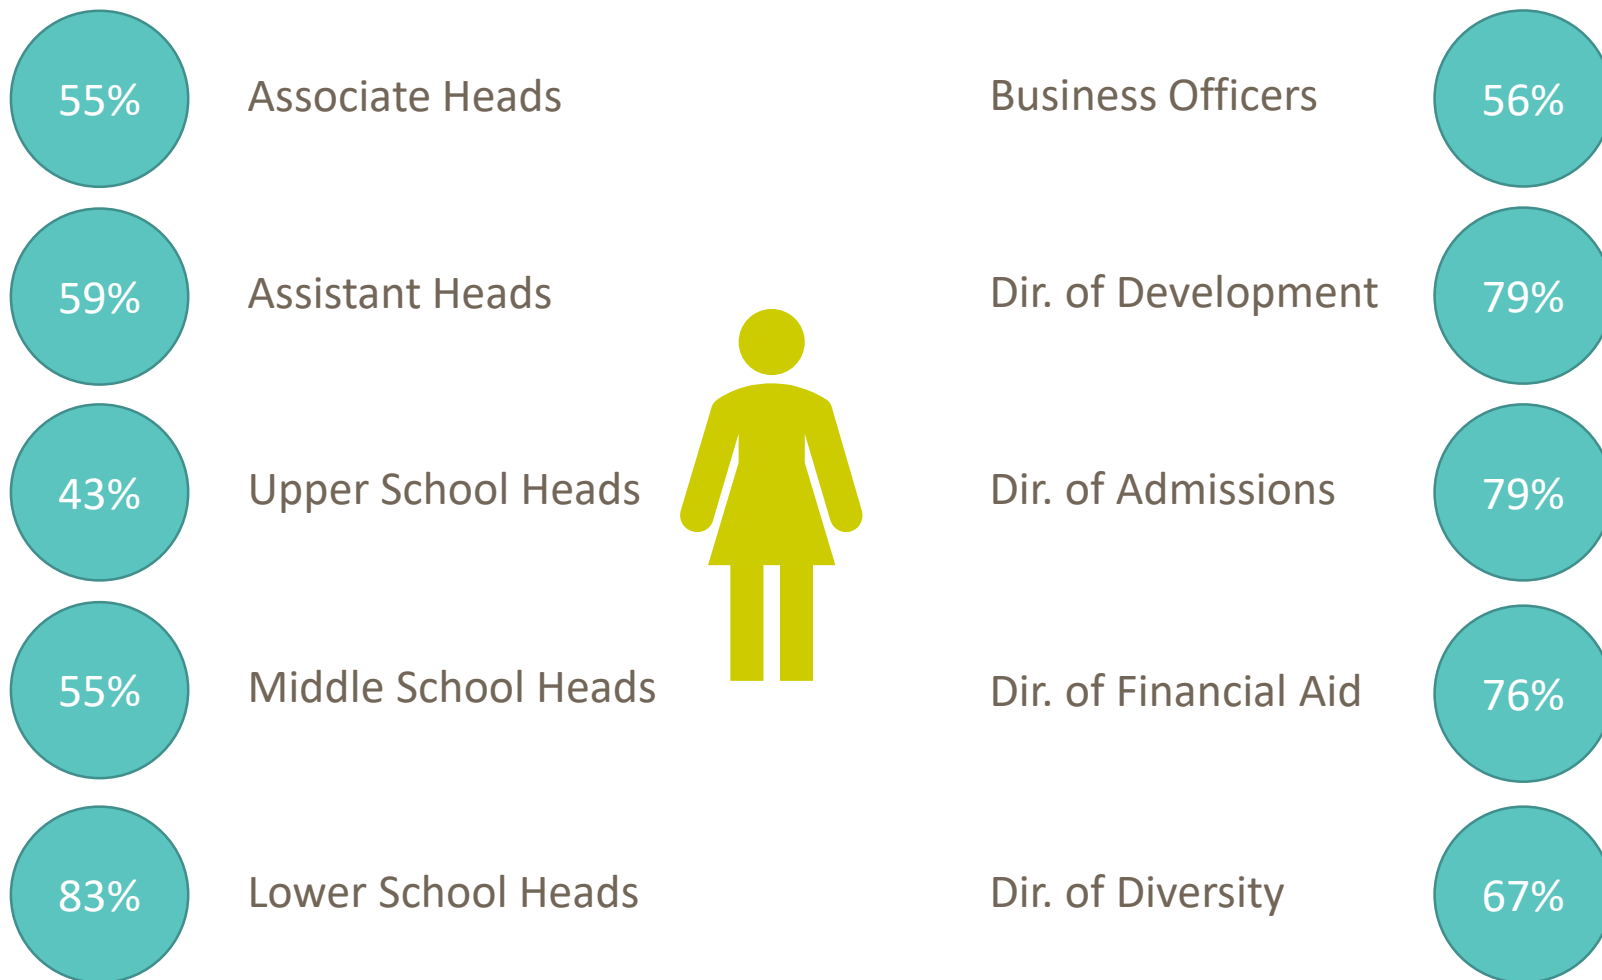 55%
Associate Heads
59%
Assistant Heads
43%
Upper School Heads
55%
Middle School Heads
83%
Lower School Heads
Business Officers
56%
Dir. of Development
79%
Dir. of Admissions
79%
Dir. of Financial Aid
76%
Dir. of Diversity
67%